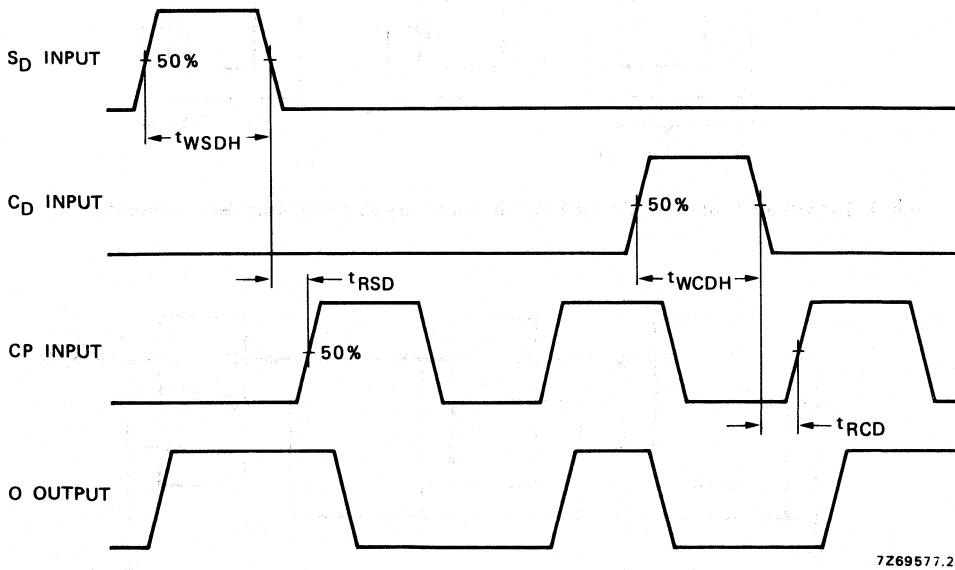 S_D INPUT
50%
t_WSDH
C_D INPUT
50%
t_WCDH
t_RSD
CP INPUT
50%
t_RCD
O OUTPUT
7Z69577.2